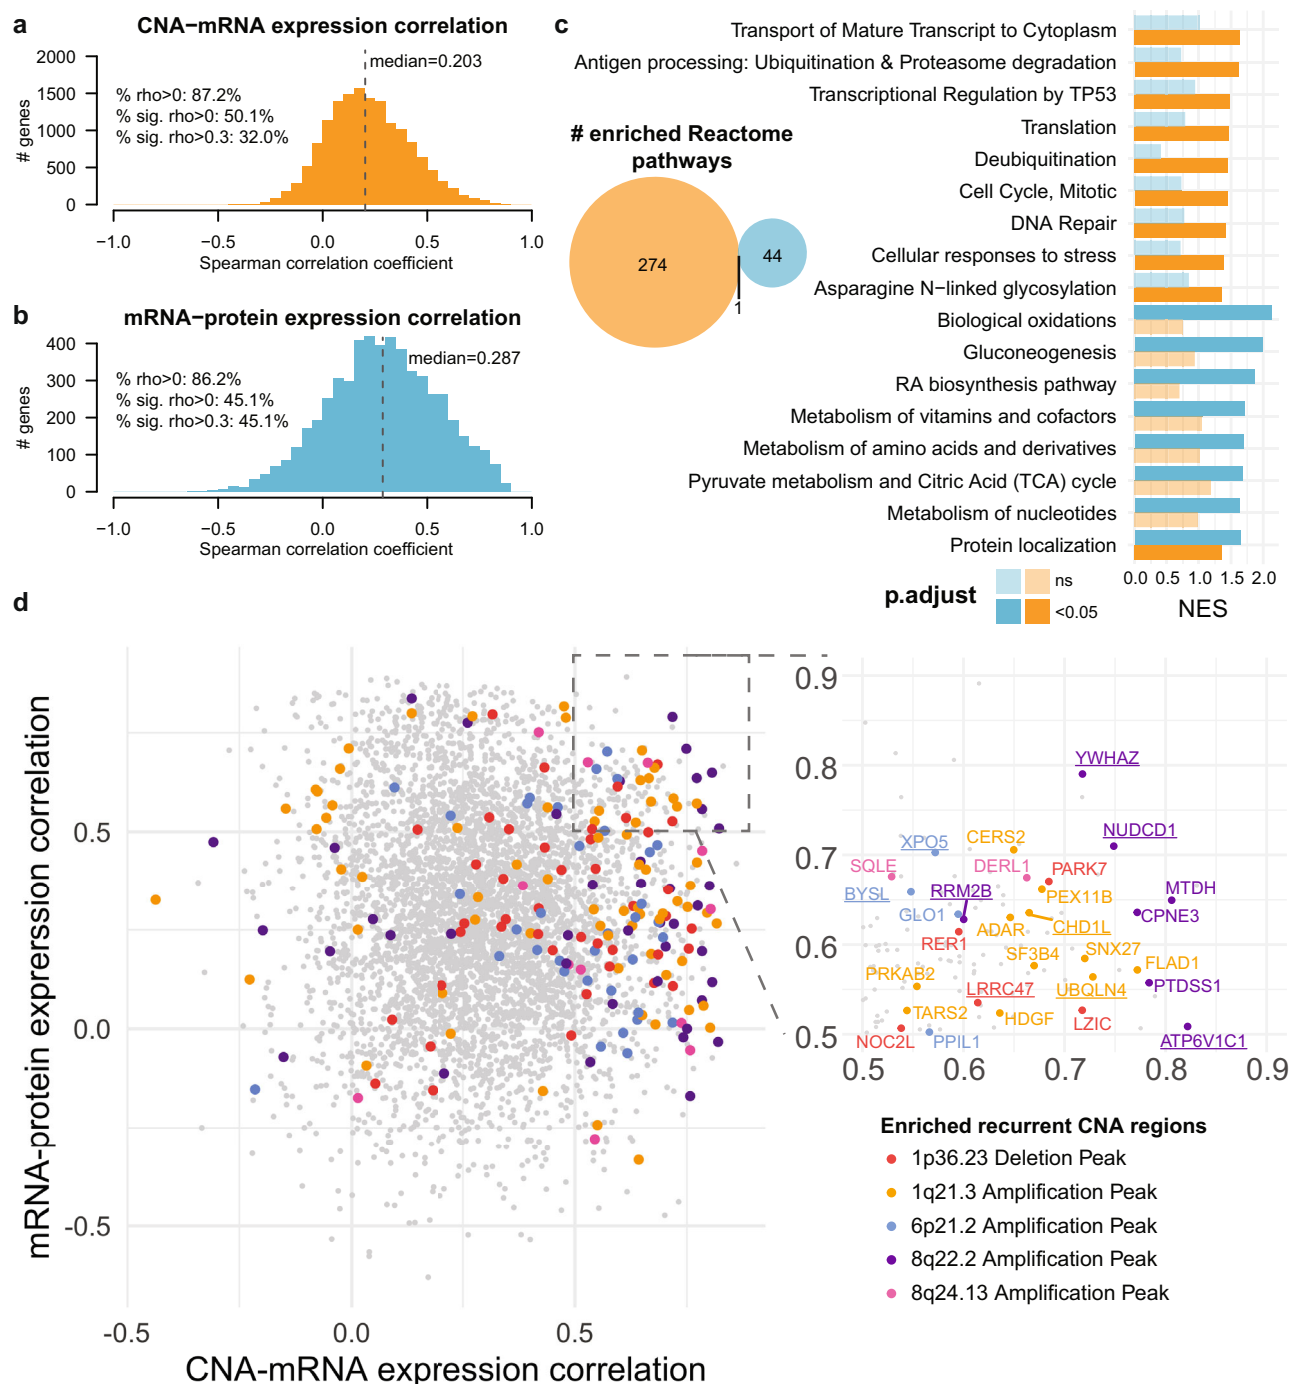 a
CNA−mRNA expression correlation
2000
1500
1000
500
0
# genes
median=0.203
% rho>0: 87.2%
% sig. rho>0: 50.1%
% sig. rho>0.3: 32.0%
−1.0 −0.5 0.0 0.5 1.0
Spearman correlation coefficient
b
mRNA−protein expression correlation
400
300
200
100
0
# genes
median=0.287
% rho>0: 86.2%
% sig. rho>0: 45.1%
% sig. rho>0.3: 45.1%
−1.0 −0.5 0.0 0.5 1.0
Spearman correlation coefficient
c
# enriched Reactome
pathways
274
44
1
Transport of Mature Transcript to Cytoplasm
Antigen processing: Ubiquitination & Proteasome degradation
Transcriptional Regulation by TP53
Translation
Deubiquitination
Cell Cycle, Mitotic
DNA Repair
Cellular responses to stress
Asparagine N−linked glycosylation
Biological oxidations
Gluconeogenesis
RA biosynthesis pathway
Metabolism of vitamins and cofactors
Metabolism of amino acids and derivatives
Pyruvate metabolism and Citric Acid (TCA) cycle
Metabolism of nucleotides
Protein localization
0.0 0.5 1.0 1.5 2.0
NES
p.adjust
ns
<0.05
d
mRNA-protein expression correlation
0.5
0.0
-0.5
-0.5 0.0 0.5
CNA-mRNA expression correlation
0.9
0.8
0.7
0.6
0.5
YWHAZ
NUDCD1
XPO5
CERS2
SQLE
DERL1
PARK7
BYSL
RRM2B
PEX11B
MTDH
GLO1
CPNE3
ADAR
CHD1L
RER1
SF3B4
SNX27
FLAD1
PRKAB2
LRRC47
UBQLN4
PTDSS1
TARS2
HDGF
LZIC
NOC2L
PPIL1
ATP6V1C1
0.5 0.6 0.7 0.8 0.9
Enriched recurrent CNA regions
1p36.23 Deletion Peak
1q21.3 Amplification Peak
6p21.2 Amplification Peak
8q22.2 Amplification Peak
8q24.13 Amplification Peak